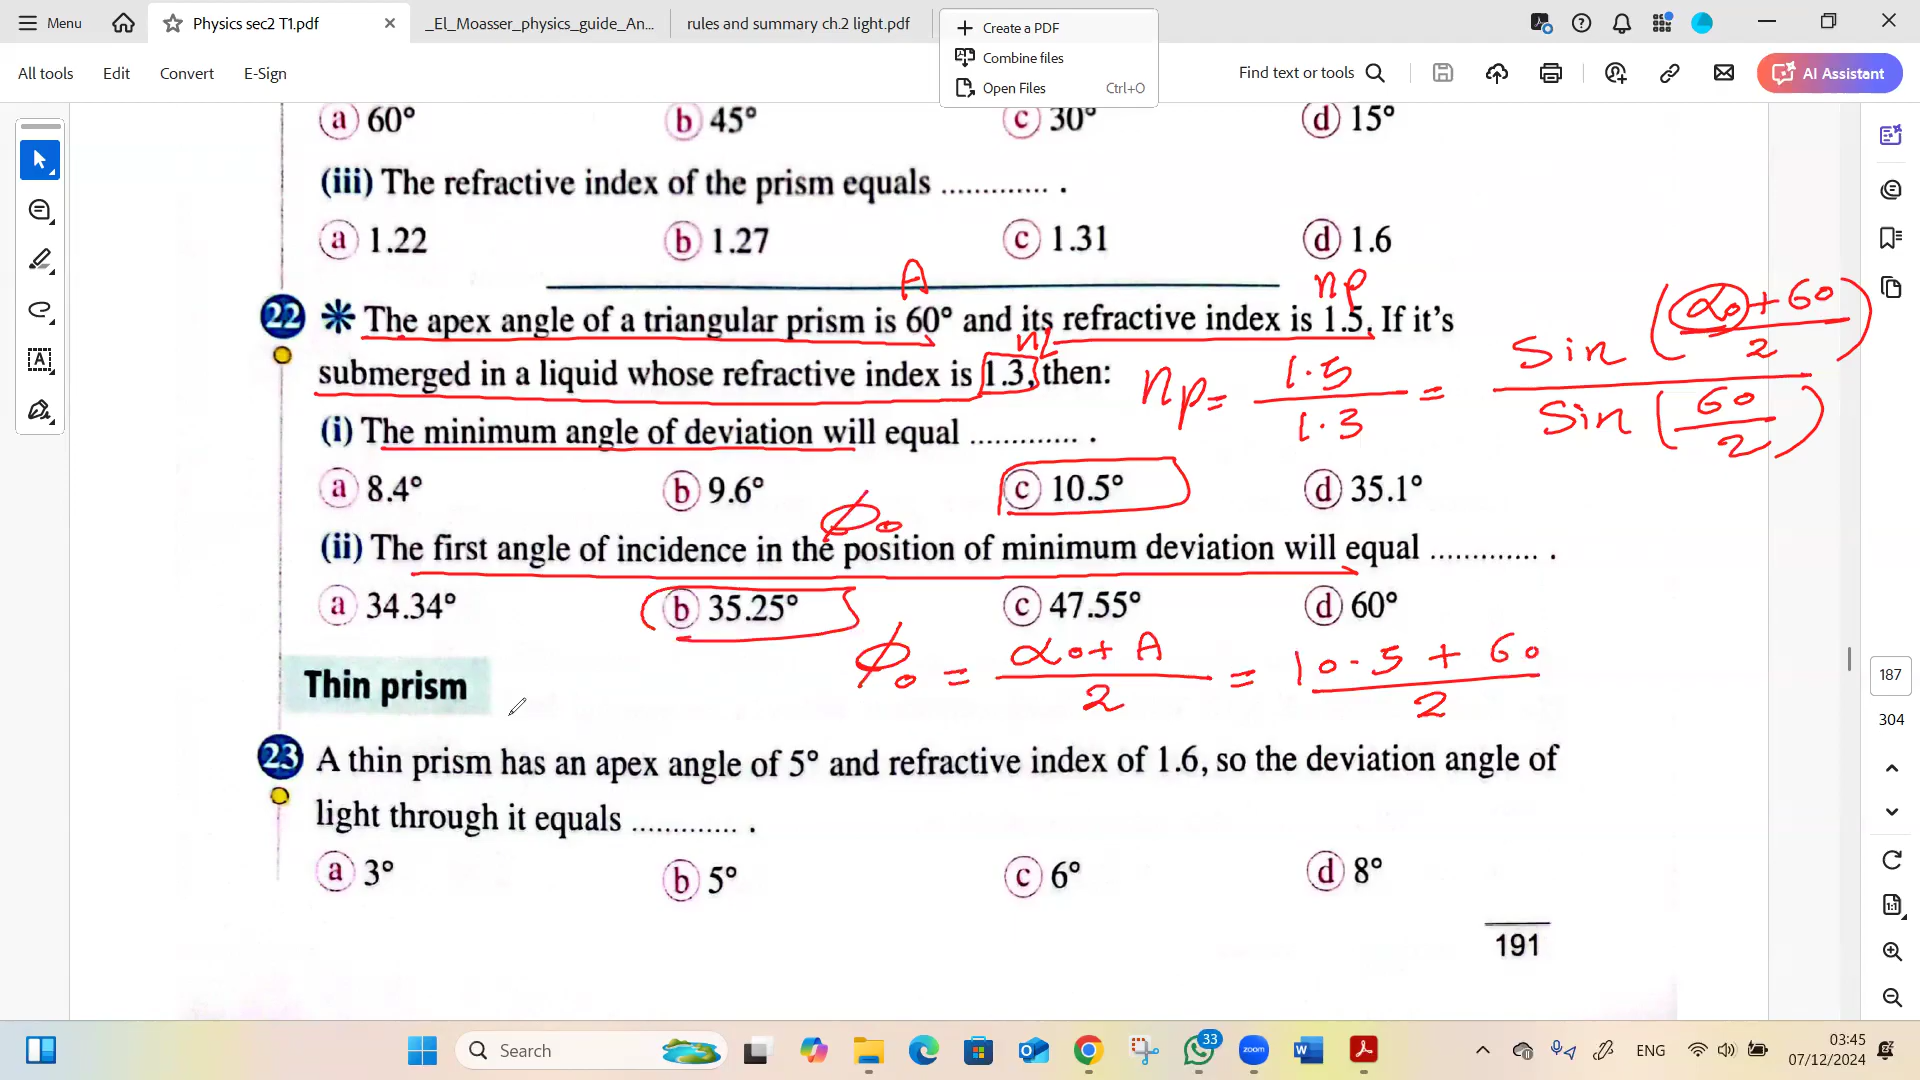 Menu
Physics sec2 T1.pdf
_El_Moasser_physics_guide_An...
rules and summary ch.2 light.pdf
Create a PDF
Combine files
Open Files Ctrl+O
All tools Edit Convert E-Sign
Find text or tools
AI Assistant
a 60° b 45° c 30° d 15°
(iii) The refractive index of the prism equals ............. .
a 1.22 b 1.27 c 1.31 d 1.6
A
np
22 * The apex angle of a triangular prism is 60° and its refractive index is 1.5. If it's
nL
submerged in a liquid whose refractive index is 1.3, then:
np = 1.5 / 1.3 = Sin (αo + 60 / 2) / Sin (60 / 2)
(i) The minimum angle of deviation will equal ............. .
a 8.4° b 9.6° c 10.5° d 35.1°
ϕo
(ii) The first angle of incidence in the position of minimum deviation will equal ............. .
a 34.34° b 35.25° c 47.55° d 60°
ϕo = αo + A / 2 = 10.5 + 60 / 2
Thin prism
23 A thin prism has an apex angle of 5° and refractive index of 1.6, so the deviation angle of
light through it equals ............. .
a 3° b 5° c 6° d 8°
191
187
304
1:1
Search
33
zoom
ENG
03:45
07/12/2024